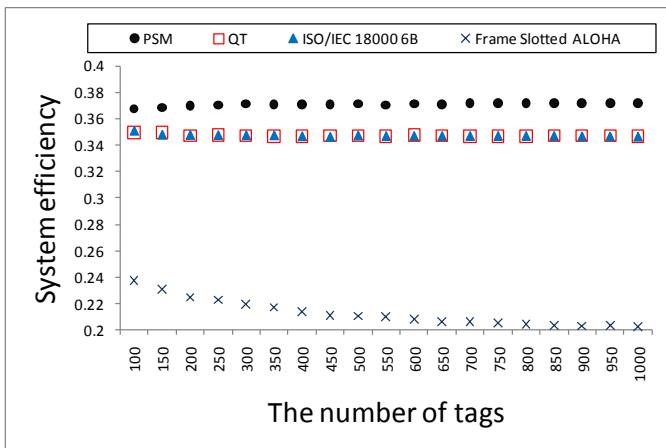 PSM QT ISO/IEC 18000 6B Frame Slotted ALOHA
0.4
0.38
0.36
0.34
0.32
0.3
0.28
0.26
0.24
0.22
0.2
System efficiency
100 150 200 250 300 350 400 450 500 550 600 650 700 750 800 850 900 950 1000
The number of tags